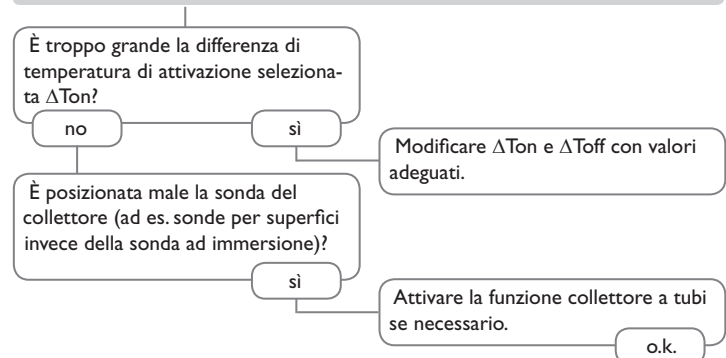 È troppo grande la differenza di
temperatura di attivazione seleziona-
ta ΔTon?
no
sì
Modificare ΔTon e ΔToff con valori
adeguati.
È posizionata male la sonda del
collettore (ad es. sonde per superfici
invece della sonda ad immersione)?
sì
Attivare la funzione collettore a tubi
se necessario.
o.k.